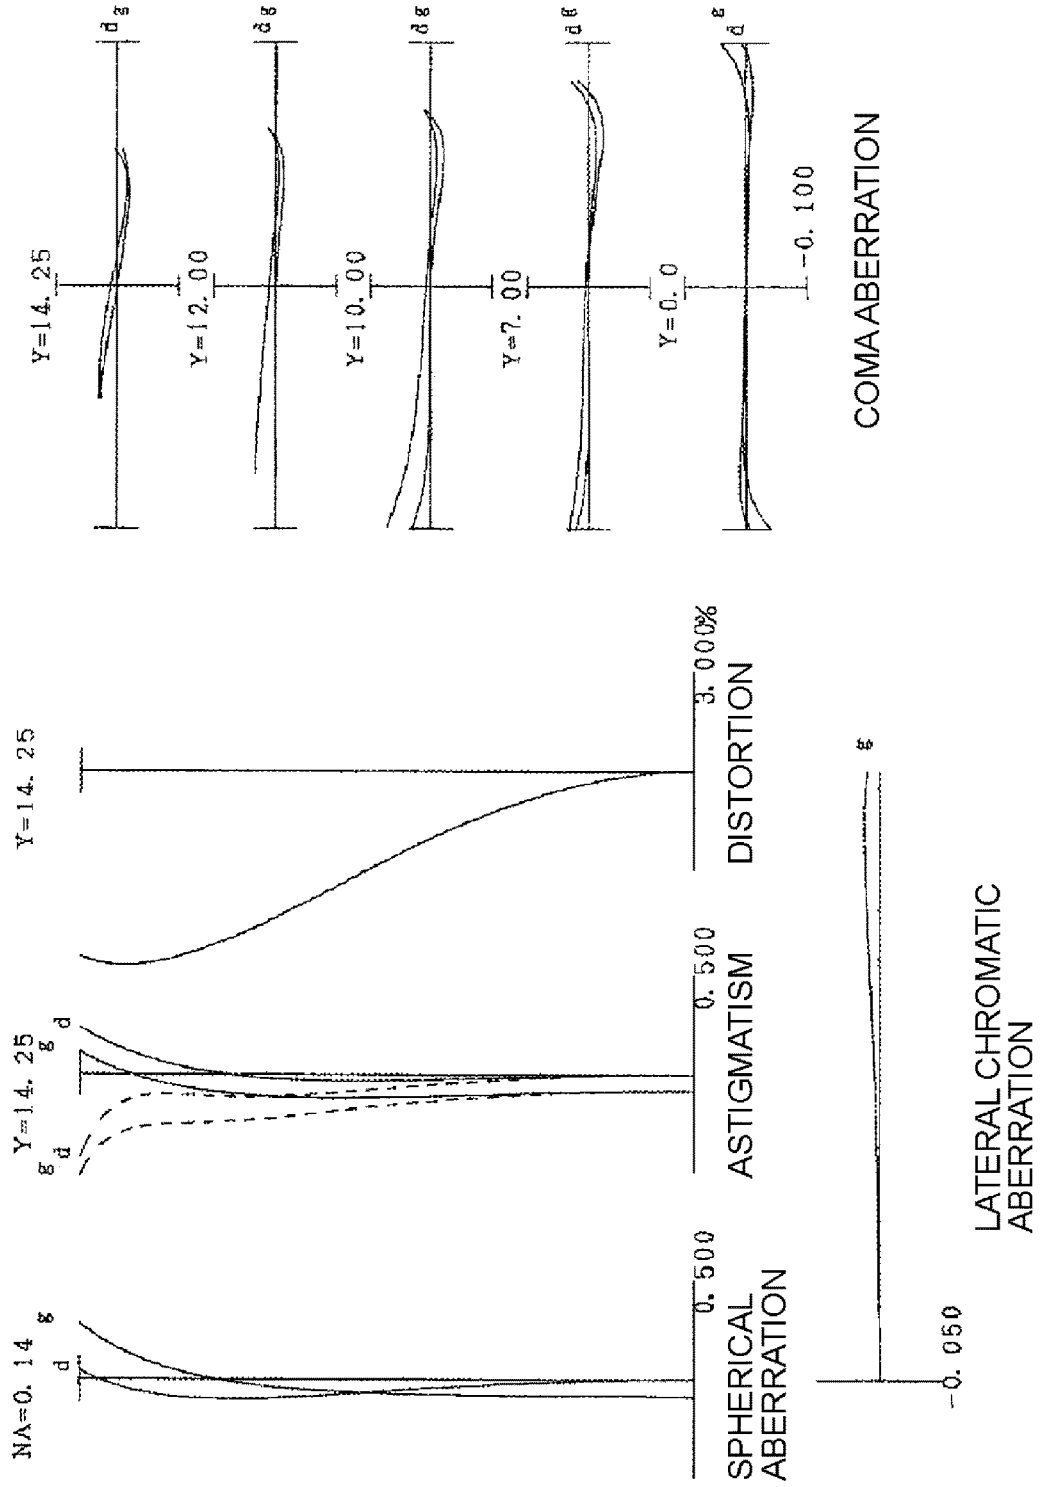 NA=0.14
g
d
0.500
SPHERICAL
ABERRATION
Y=14.25
g
d
g
d
0.500
ASTIGMATISM
Y=14.25
3.000%
DISTORTION
g
-0.050
LATERAL CHROMATIC
ABERRATION
Y=14.25
d g
Y=12.00
d g
Y=10.00
d g
Y=7.00
d g
Y=0.0
d g
-0.100
COMA ABERRATION